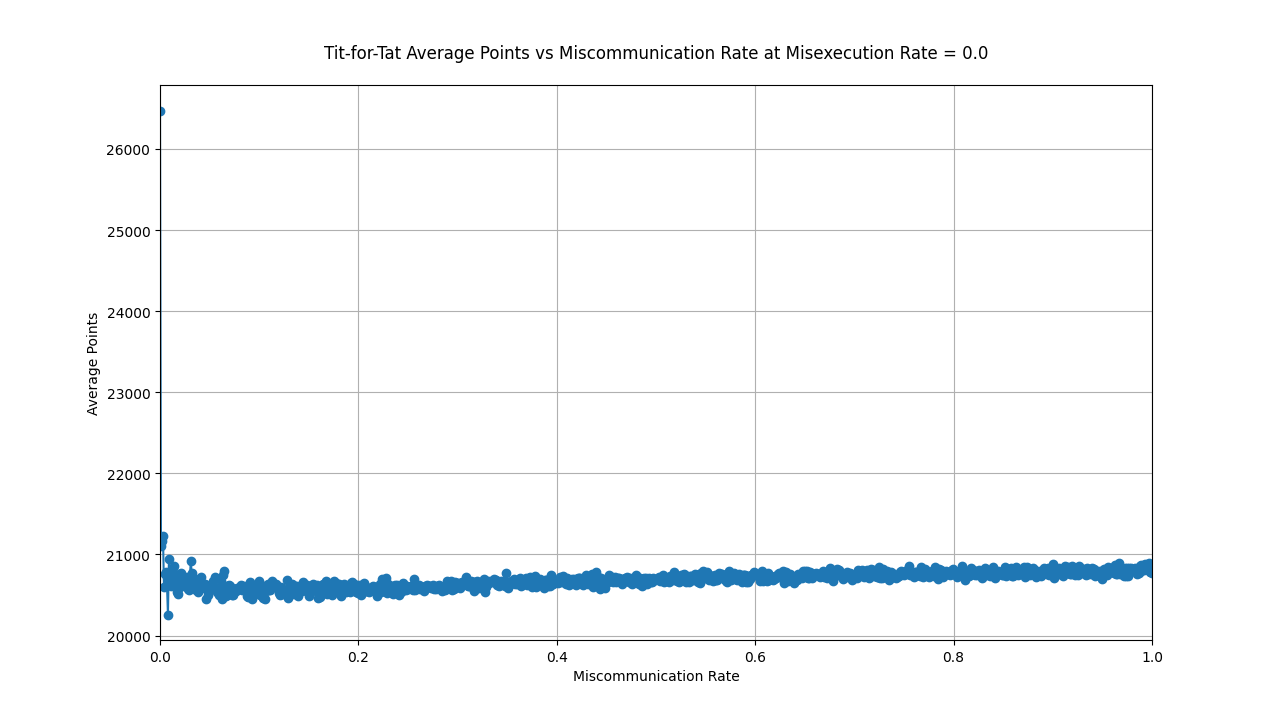 Tit-for-Tat Average Points vs Miscommunication Rate at Misexecution Rate = 0.0
26000
25000
24000
23000
22000
21000
20000
Average Points
0.0 0.2 0.4 0.6 0.8 1.0
Miscommunication Rate